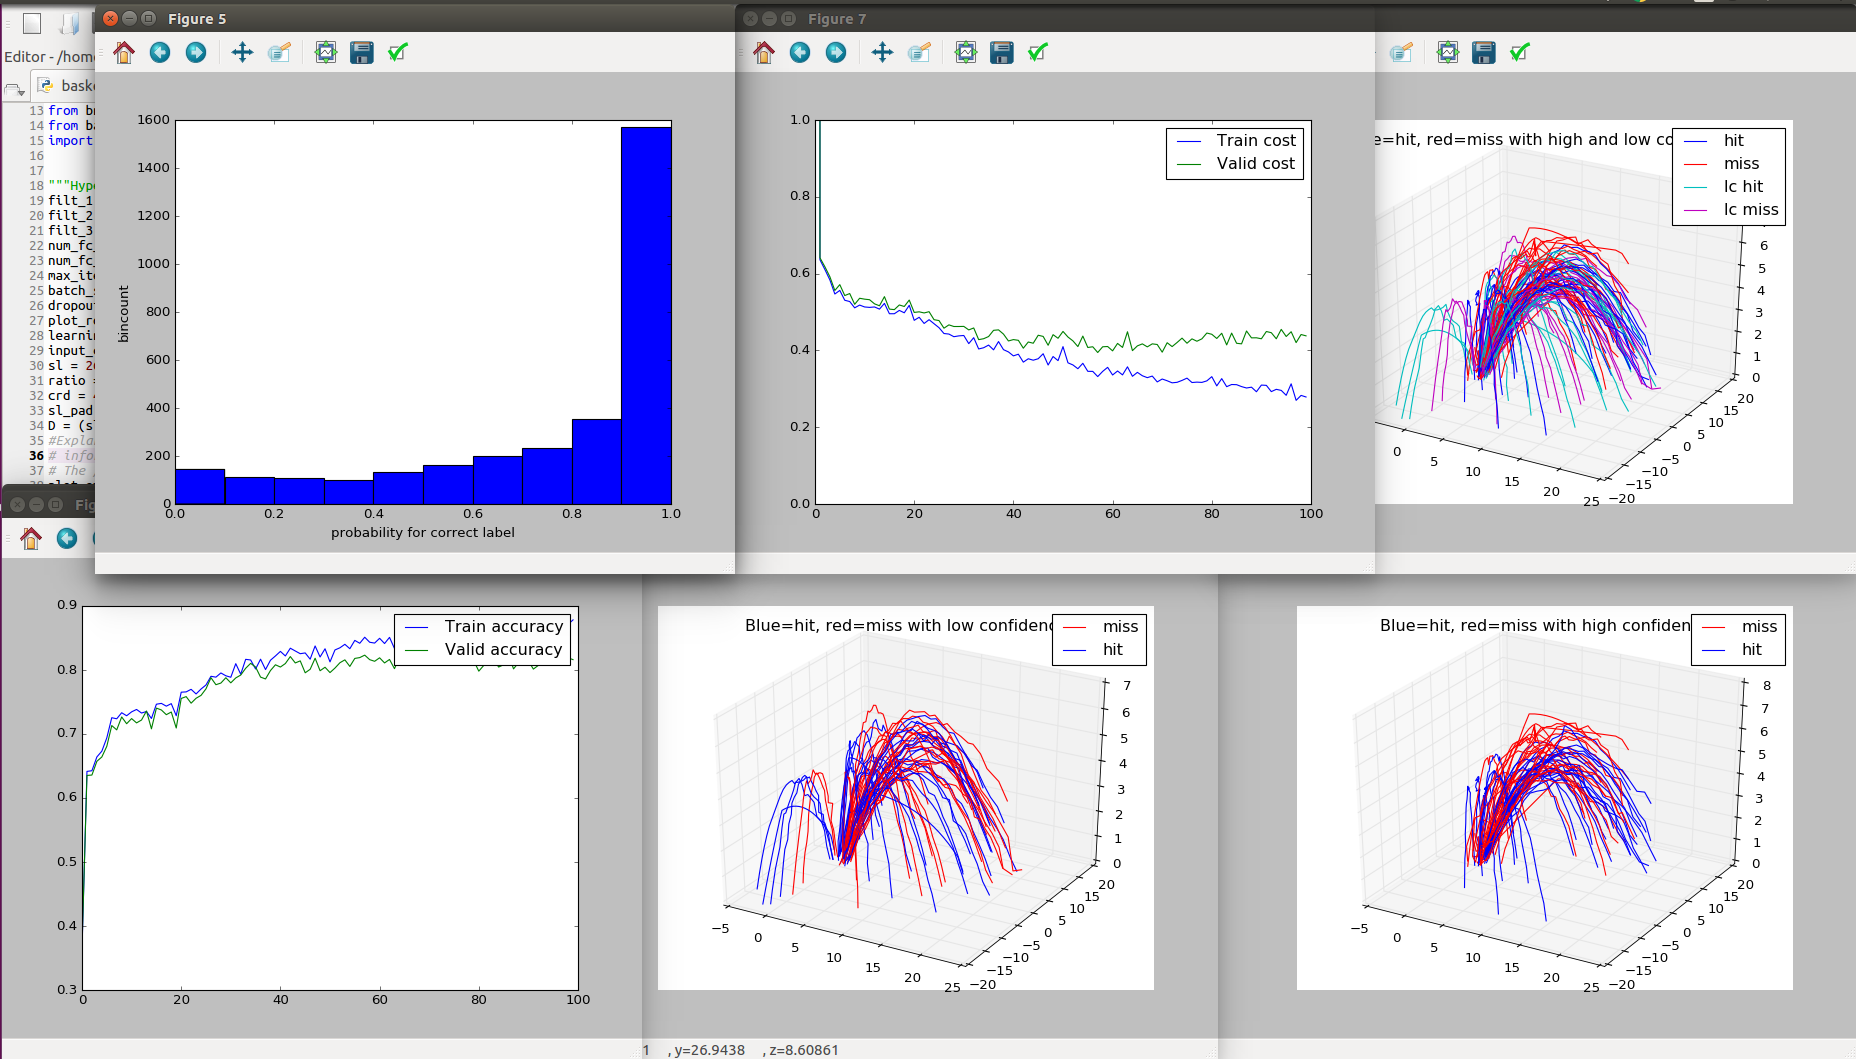 Figure 5
Figure 7
Editor - /hom
baske
13 from b
14 from ba
15 import
16
17
18 """Hyp
19 filt_1
20 filt_2
21 filt_3
22 num_fc
23 num_fc
24 max_it
25 batch_
26 dropou
27 plot_r
28 learni
29 input_
30 sl = 2
31 ratio =
32 crd =
33 sl_pad
34 D = (s
35 #Expla
36 # info
37 # The
1600
1400
1200
1000
800
600
400
200
0
bincount
0.0 0.2 0.4 0.6 0.8 1.0
probability for correct label
1.0
0.8
0.6
0.4
0.2
0.0
Train cost
Valid cost
0 20 40 60 80 100
e=hit, red=miss with high and low co
hit
miss
lc hit
lc miss
6
5
4
3
2
1
0
0 5 10 15 20 25
−20 −15 −10 −5 0 5 10 15 20
Fig
0.9
0.8
0.7
0.6
0.5
0.4
0.3
Train accuracy
Valid accuracy
0 20 40 60 80 100
Blue=hit, red=miss with low confidenc
miss
hit
7
6
5
4
3
2
1
0
−5 0 5 10 15 20 25
−20 −15 −10 −5 0 5 10 15 20
Blue=hit, red=miss with high confiden
miss
hit
8
7
6
5
4
3
2
1
0
−5 0 5 10 15 20 25
−20 −15 −10 −5 0 5 10 15 20
1 , y=26.9438 , z=8.60861